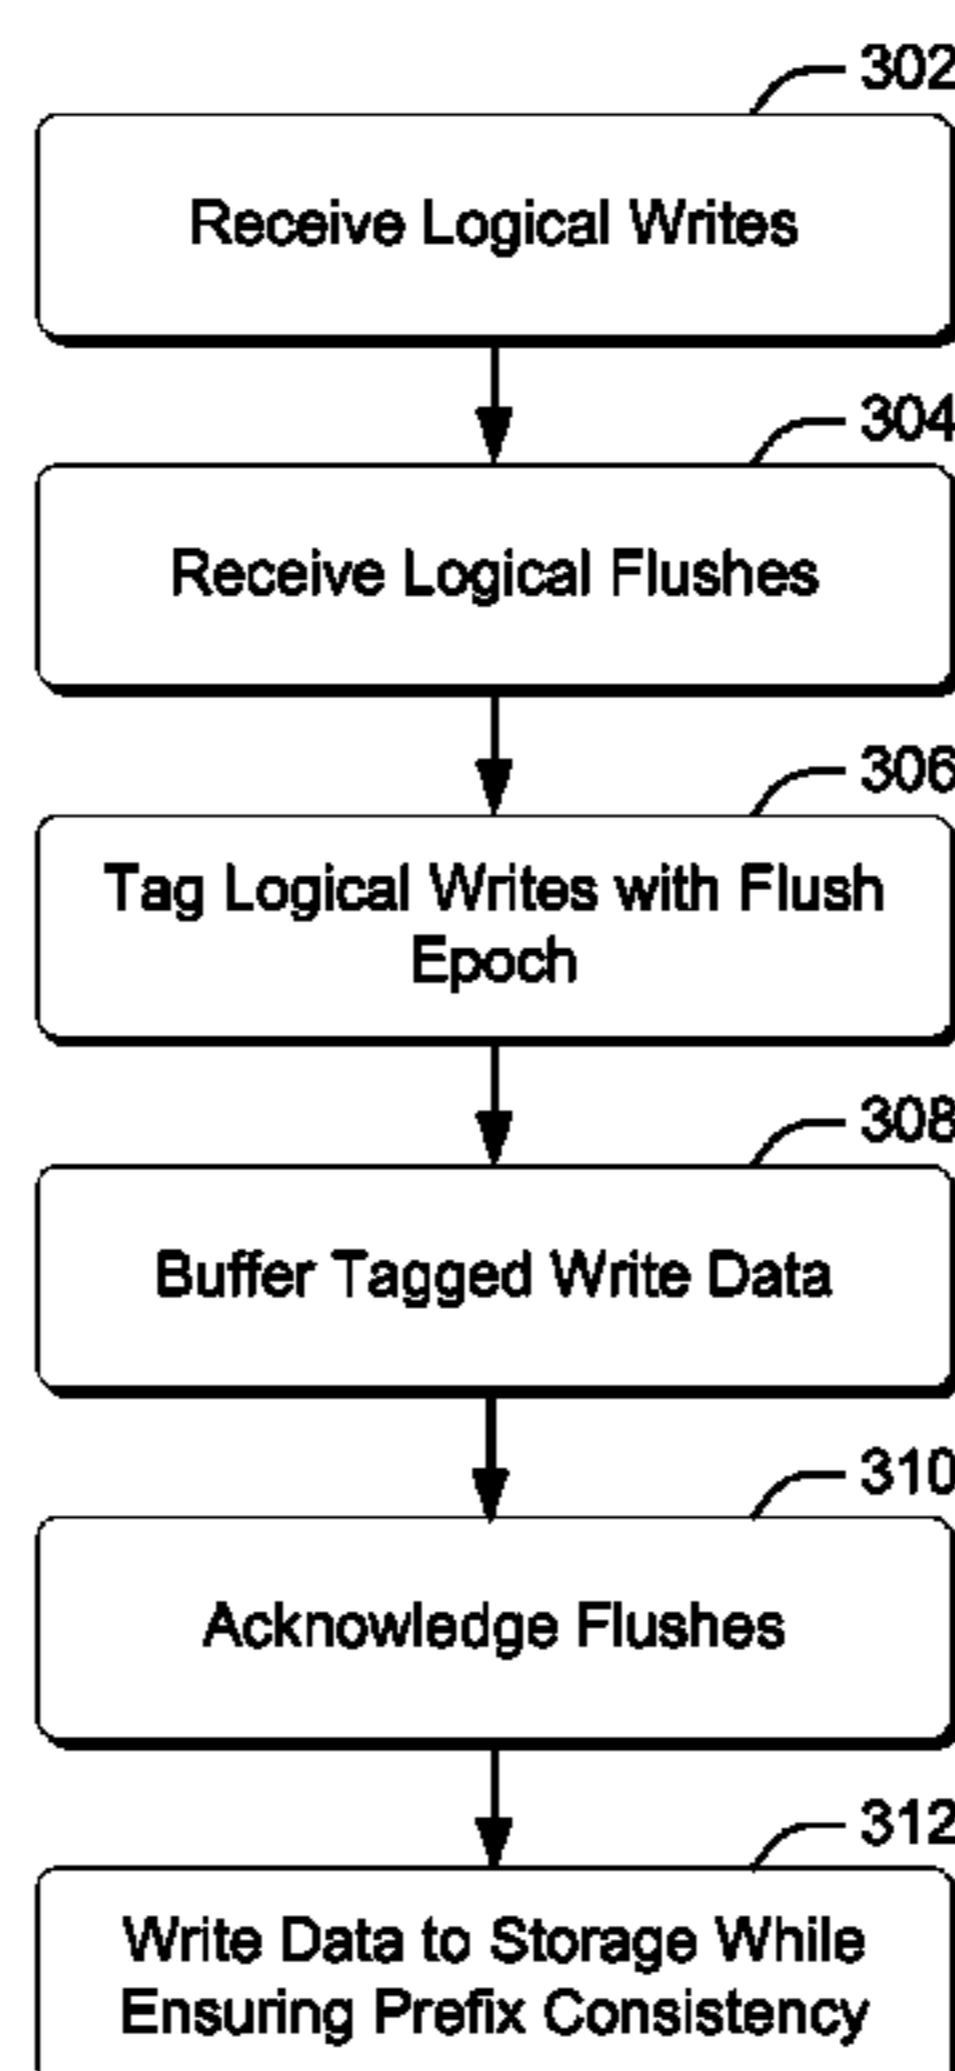 302
Receive Logical Writes
304
Receive Logical Flushes
306
Tag Logical Writes with Flush
Epoch
308
Buffer Tagged Write Data
310
Acknowledge Flushes
312
Write Data to Storage While
Ensuring Prefix Consistency